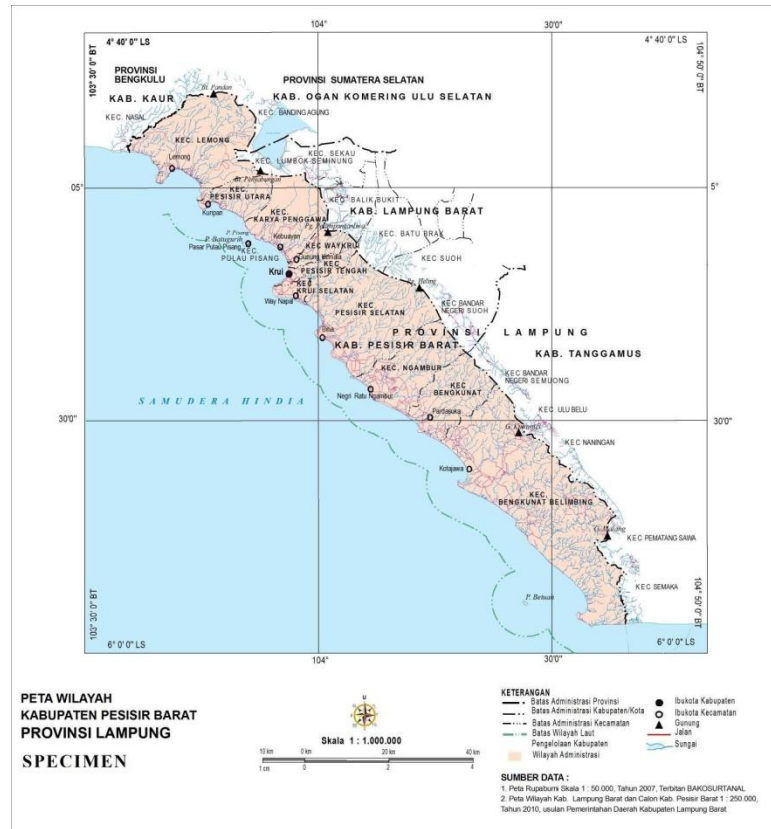 104°
30'0"
4° 40' 0" LS
4° 40' 0" LS
103° 30' 0" BT
104° 50' 0" BT
PROVINSI
BENGKULU
KAB. KAUR
KEC. NASAL
PROVINSI SUMATERA SELATAN
KAB. OGAN KOMERING ULU SELATAN
KEC. BANDING AGUNG
KEC. LEMONG
Lemong
KEC. SEKAU
KEC. LUMBOK SEMINUNG
05°
5°
KEC.
PESISIR UTARA
KEC. BALIK BUKIT
KAB. LAMPUNG BARAT
KEC.
KARYA PENGGAWA
KEC. BATU BRAK
P. Pisang
Kebuayan
KEC WAYKRUI
Pasar Pulau Pisang
KEC.
PULAU PISANG
KEC.
PESISIR TENGAH
KEC SUOH
Krui
KEC
KRUI SELATAN
Way Napal
KEC
PESISIR SELATAN
KEC BANDAR
NEGERI SUOH
PROVINSI LAMPUNG
KAB. PESISIR BARAT
KAB. TANGGAMUS
KEC. NGAMBUR
KEC BANDAR
NEGERI SEMUONG
KEC
BENGKUNAT
Negri Ratu Ngambur
SAMUDERA HINDIA
KEC. ULU BELU
30'0"
30'0"
KEC NANINGAN
Kotajawa
KEC.
BENGKUNAT BELIMBING
KEC PEMATANG SAWA
KEC SEMAKA
P. Betuan
103° 30' 0" BT
104° 50' 0" BT
6° 0' 0" LS
6° 0' 0" LS
104°
30'0"
PETA WILAYAH
KABUPATEN PESISIR BARAT
PROVINSI LAMPUNG
SPECIMEN
U
Skala 1 : 1.000.000
10 km 0 20 km 40 km
1 cm 0 2 4
KETERANGAN
Batas Administrasi Provinsi
Batas Administrasi Kabupaten/Kota
Batas Administrasi Kecamatan
Batas Wilayah Laut
Pengelolaan Kabupaten
Wilayah Administrasi
Ibukota Kabupaten
Ibukota Kecamatan
Gunung
Jalan
Sungai
SUMBER DATA :
1. Peta Rupabumi Skala 1 : 50.000, Tahun 2007, Terbitan BAKOSURTANAL
2. Peta Wilayah Kab. Lampung Barat dan Calon Kab. Pesisir Barat 1 : 250.000,
Tahun 2010, usulan Pemerintahan Daerah Kabupaten Lampung Barat